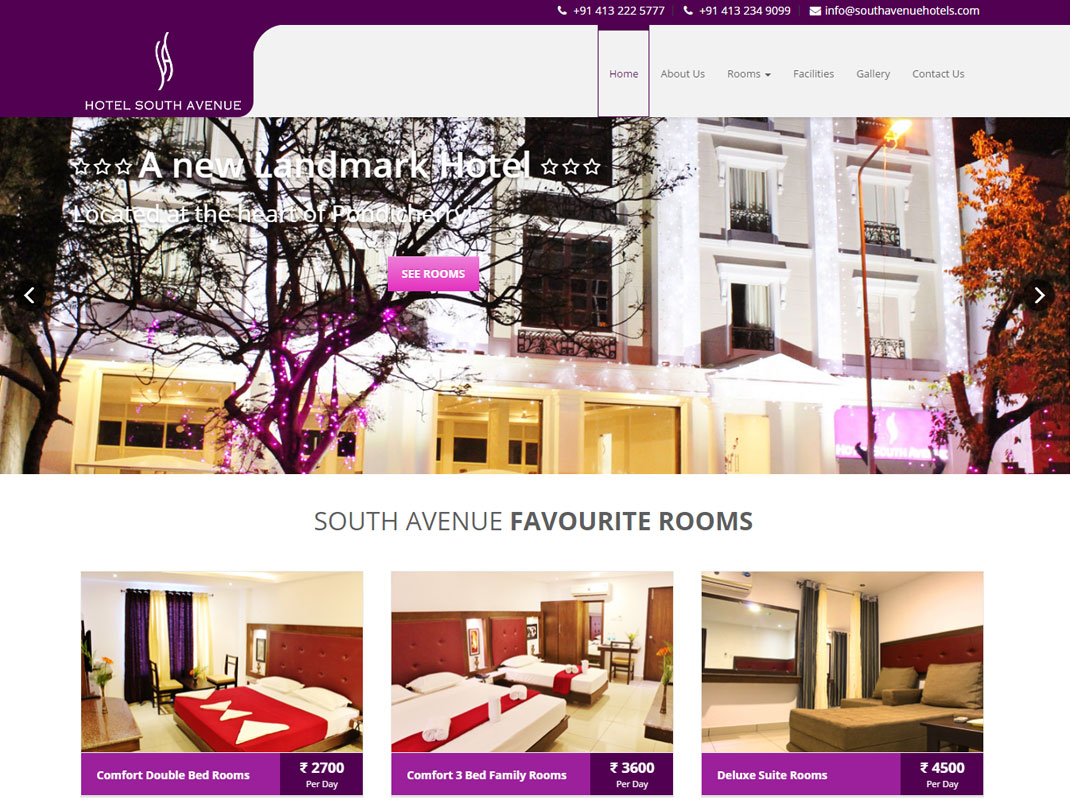 +91 413 222 5777 +91 413 234 9099 info@southavenuehotels.com
HOTEL SOUTH AVENUE
Home About Us Rooms Facilities Gallery Contact Us
A new Landmark Hotel
Located at the heart of Pondicherry
SEE ROOMS
HOTEL SOUTH AVENUE
SOUTH AVENUE FAVOURITE ROOMS
Comfort Double Bed Rooms ₹ 2700
Per Day
Comfort 3 Bed Family Rooms ₹ 3600
Per Day
Deluxe Suite Rooms ₹ 4500
Per Day